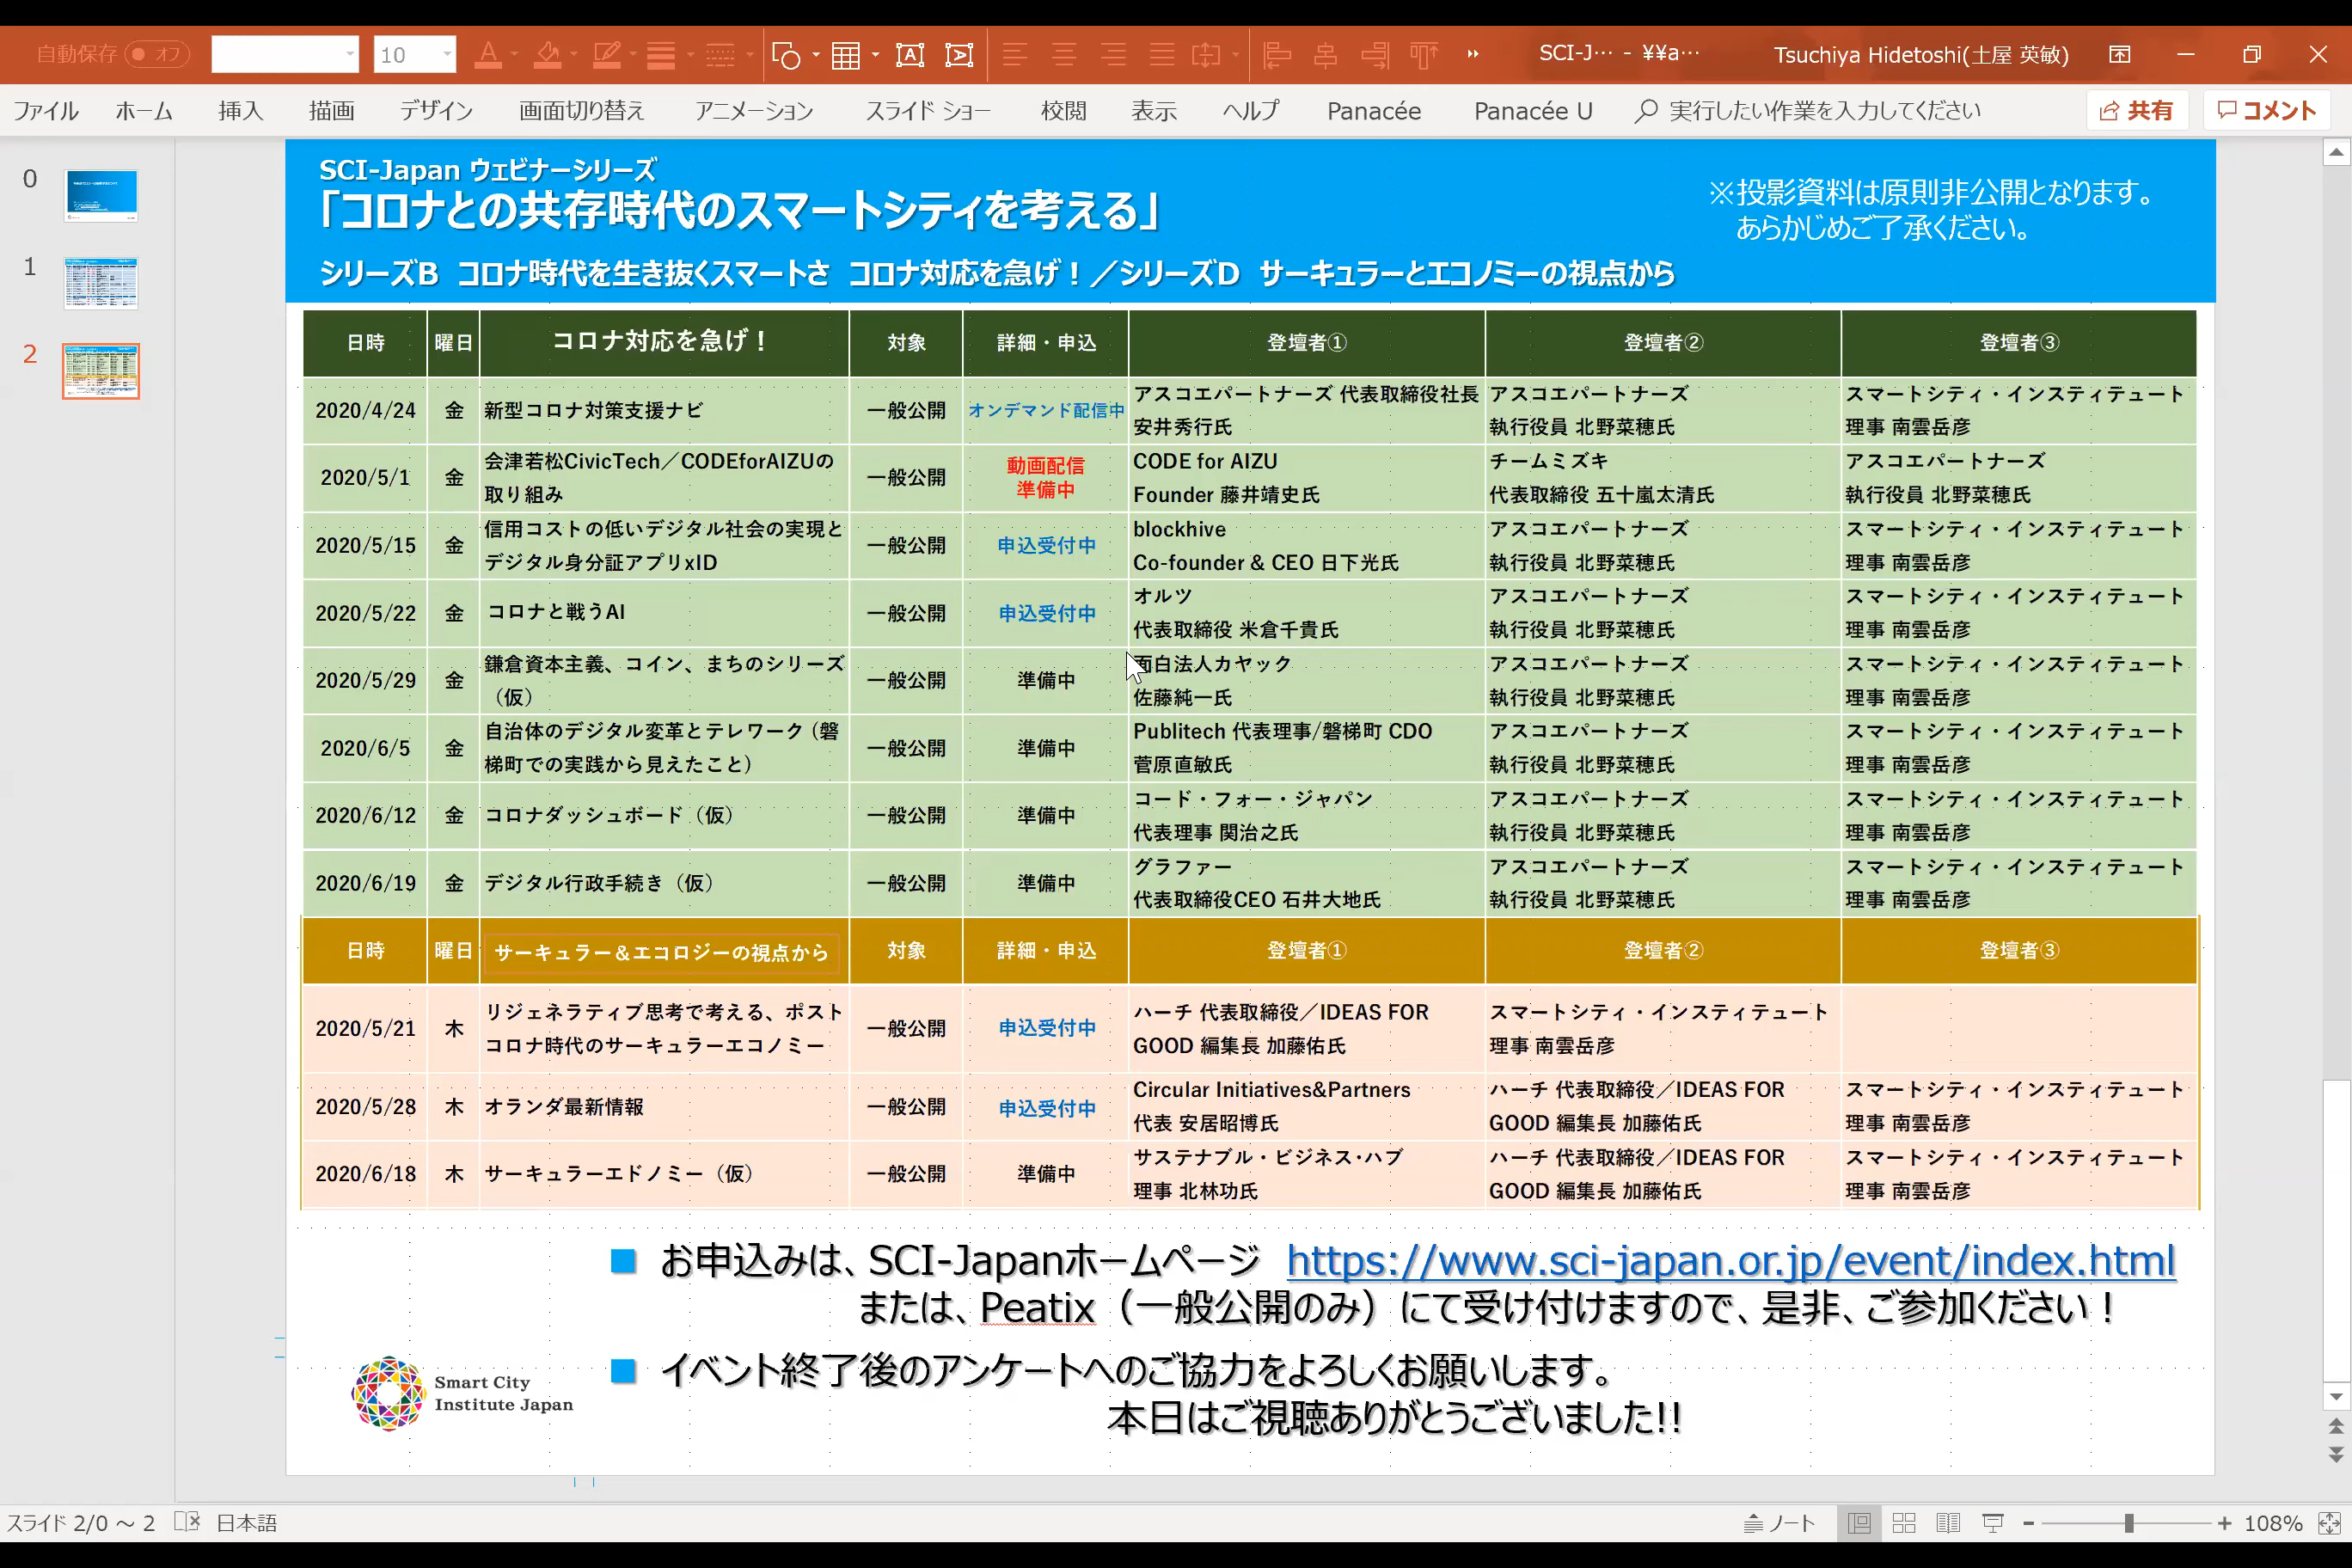 自動保存 オフ 10 SCI-J… - ¥¥a… Tsuchiya Hidetoshi(土屋 英敏)
ファイル ホーム 挿入 描画 デザイン 画面切り替え アニメーション スライド ショー 校閲 表示 ヘルプ Panacée Panacée U 実行したい作業を入力してください 共有 コメント
0
1
2
SCI-Japan ウェビナーシリーズ
「コロナとの共存時代のスマートシティを考える」
※投影資料は原則非公開となります。
あらかじめご了承ください。
シリーズB コロナ時代を生き抜くスマートさ コロナ対応を急げ！／シリーズD サーキュラーとエコノミーの視点から
日時 曜日 コロナ対応を急げ！ 対象 詳細・申込 登壇者① 登壇者② 登壇者③
2020/4/24 金 新型コロナ対策支援ナビ 一般公開 オンデマンド配信中 アスコエパートナーズ 代表取締役社長 アスコエパートナーズ スマートシティ・インスティテュート
安井秀行氏 執行役員 北野菜穂氏 理事 南雲岳彦
2020/5/1 金 会津若松CivicTech／CODEforAIZUの 一般公開 動画配信 CODE for AIZU チームミズキ アスコエパートナーズ
取り組み 準備中 Founder 藤井靖史氏 代表取締役 五十嵐太清氏 執行役員 北野菜穂氏
2020/5/15 金 信用コストの低いデジタル社会の実現と 一般公開 申込受付中 blockhive アスコエパートナーズ スマートシティ・インスティテュート
デジタル身分証アプリxID Co-founder & CEO 日下光氏 執行役員 北野菜穂氏 理事 南雲岳彦
2020/5/22 金 コロナと戦うAI 一般公開 申込受付中 オルツ アスコエパートナーズ スマートシティ・インスティテュート
代表取締役 米倉千貴氏 執行役員 北野菜穂氏 理事 南雲岳彦
2020/5/29 金 鎌倉資本主義、コイン、まちのシリーズ 一般公開 準備中 面白法人カヤック アスコエパートナーズ スマートシティ・インスティテュート
（仮） 佐藤純一氏 執行役員 北野菜穂氏 理事 南雲岳彦
2020/6/5 金 自治体のデジタル変革とテレワーク（磐 一般公開 準備中 Publitech 代表理事/磐梯町 CDO アスコエパートナーズ スマートシティ・インスティテュート
梯町での実践から見えたこと） 菅原直敏氏 執行役員 北野菜穂氏 理事 南雲岳彦
2020/6/12 金 コロナダッシュボード（仮） 一般公開 準備中 コード・フォー・ジャパン アスコエパートナーズ スマートシティ・インスティテュート
代表理事 関治之氏 執行役員 北野菜穂氏 理事 南雲岳彦
2020/6/19 金 デジタル行政手続き（仮） 一般公開 準備中 グラファー アスコエパートナーズ スマートシティ・インスティテュート
代表取締役CEO 石井大地氏 執行役員 北野菜穂氏 理事 南雲岳彦
日時 曜日 サーキュラー＆エコロジーの視点から 対象 詳細・申込 登壇者① 登壇者② 登壇者③
2020/5/21 木 リジェネラティブ思考で考える、ポスト 一般公開 申込受付中 ハーチ 代表取締役／IDEAS FOR スマートシティ・インスティテュート
コロナ時代のサーキュラーエコノミー GOOD 編集長 加藤佑氏 理事 南雲岳彦
2020/5/28 木 オランダ最新情報 一般公開 申込受付中 Circular Initiatives&Partners ハーチ 代表取締役／IDEAS FOR スマートシティ・インスティテュート
代表 安居昭博氏 GOOD 編集長 加藤佑氏 理事 南雲岳彦
2020/6/18 木 サーキュラーエドノミー（仮） 一般公開 準備中 サステナブル・ビジネス・ハブ ハーチ 代表取締役／IDEAS FOR スマートシティ・インスティテュート
理事 北林功氏 GOOD 編集長 加藤佑氏 理事 南雲岳彦
お申込みは、SCI-Japanホームページ https://www.sci-japan.or.jp/event/index.html
または、Peatix（一般公開のみ）にて受け付けますので、是非、ご参加ください！
イベント終了後のアンケートへのご協力をよろしくお願いします。
本日はご視聴ありがとうございました!!
Smart City
Institute Japan
スライド 2/0 ～ 2 日本語 ノート 108%